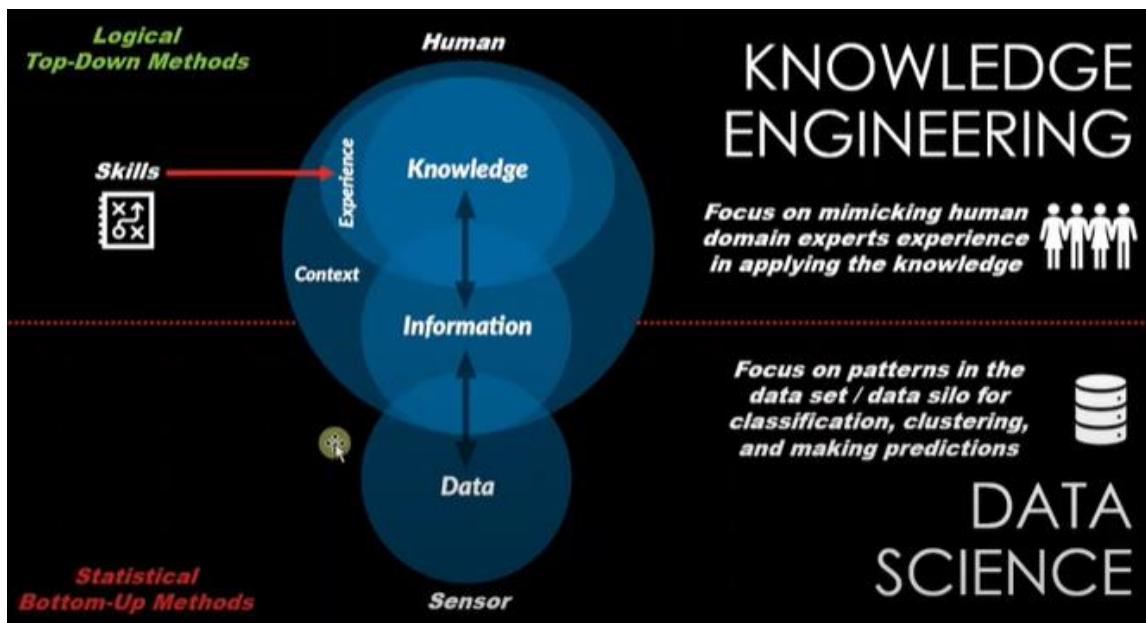 Logical
Top-Down Methods
Human
KNOWLEDGE
ENGINEERING
Skills
Experience
Knowledge
Focus on mimicking human
domain experts experience
in applying the knowledge
Context
Information
Focus on patterns in the
data set / data silo for
classification, clustering,
and making predictions
Data
DATA
SCIENCE
Statistical
Bottom-Up Methods
Sensor